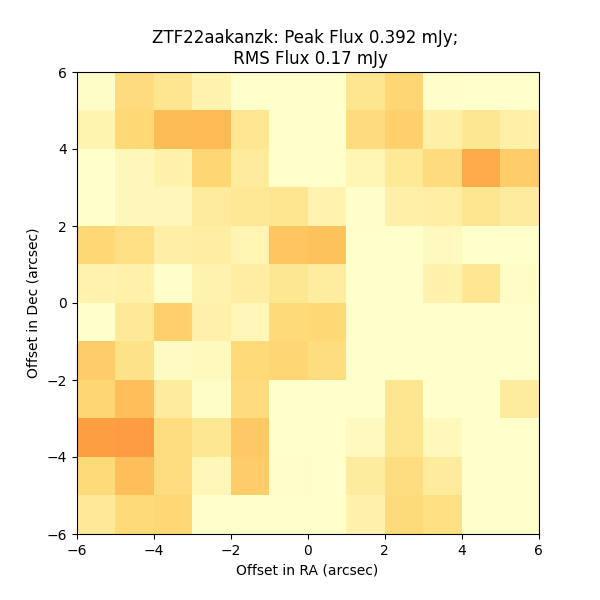 ZTF22aakanzk: Peak Flux 0.392 mJy;
RMS Flux 0.17 mJy
6
4
2
0
−2
−4
−6
Offset in Dec (arcsec)
−6 −4 −2 0 2 4 6
Offset in RA (arcsec)